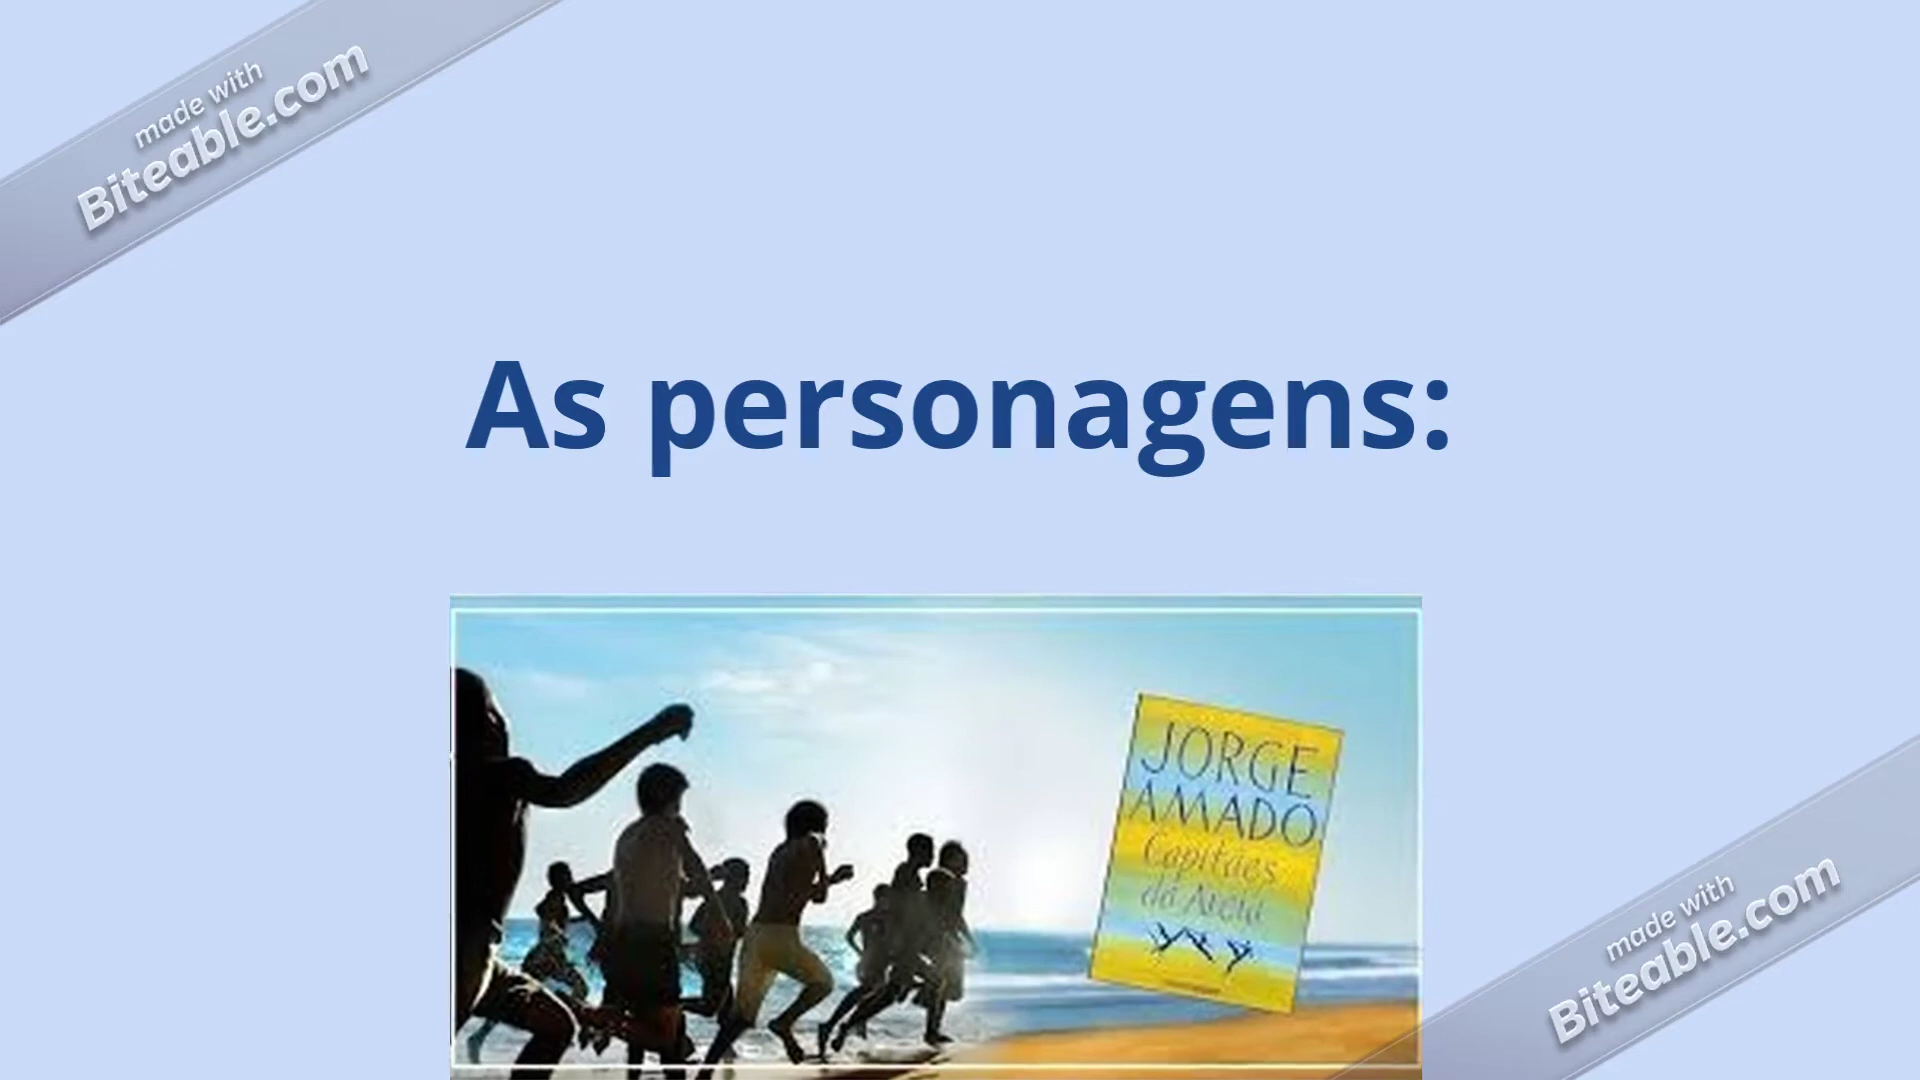 made with
Biteable.com
As personagens:
JORGE
AMADO
Capitães
da Areia
made with
Biteable.com